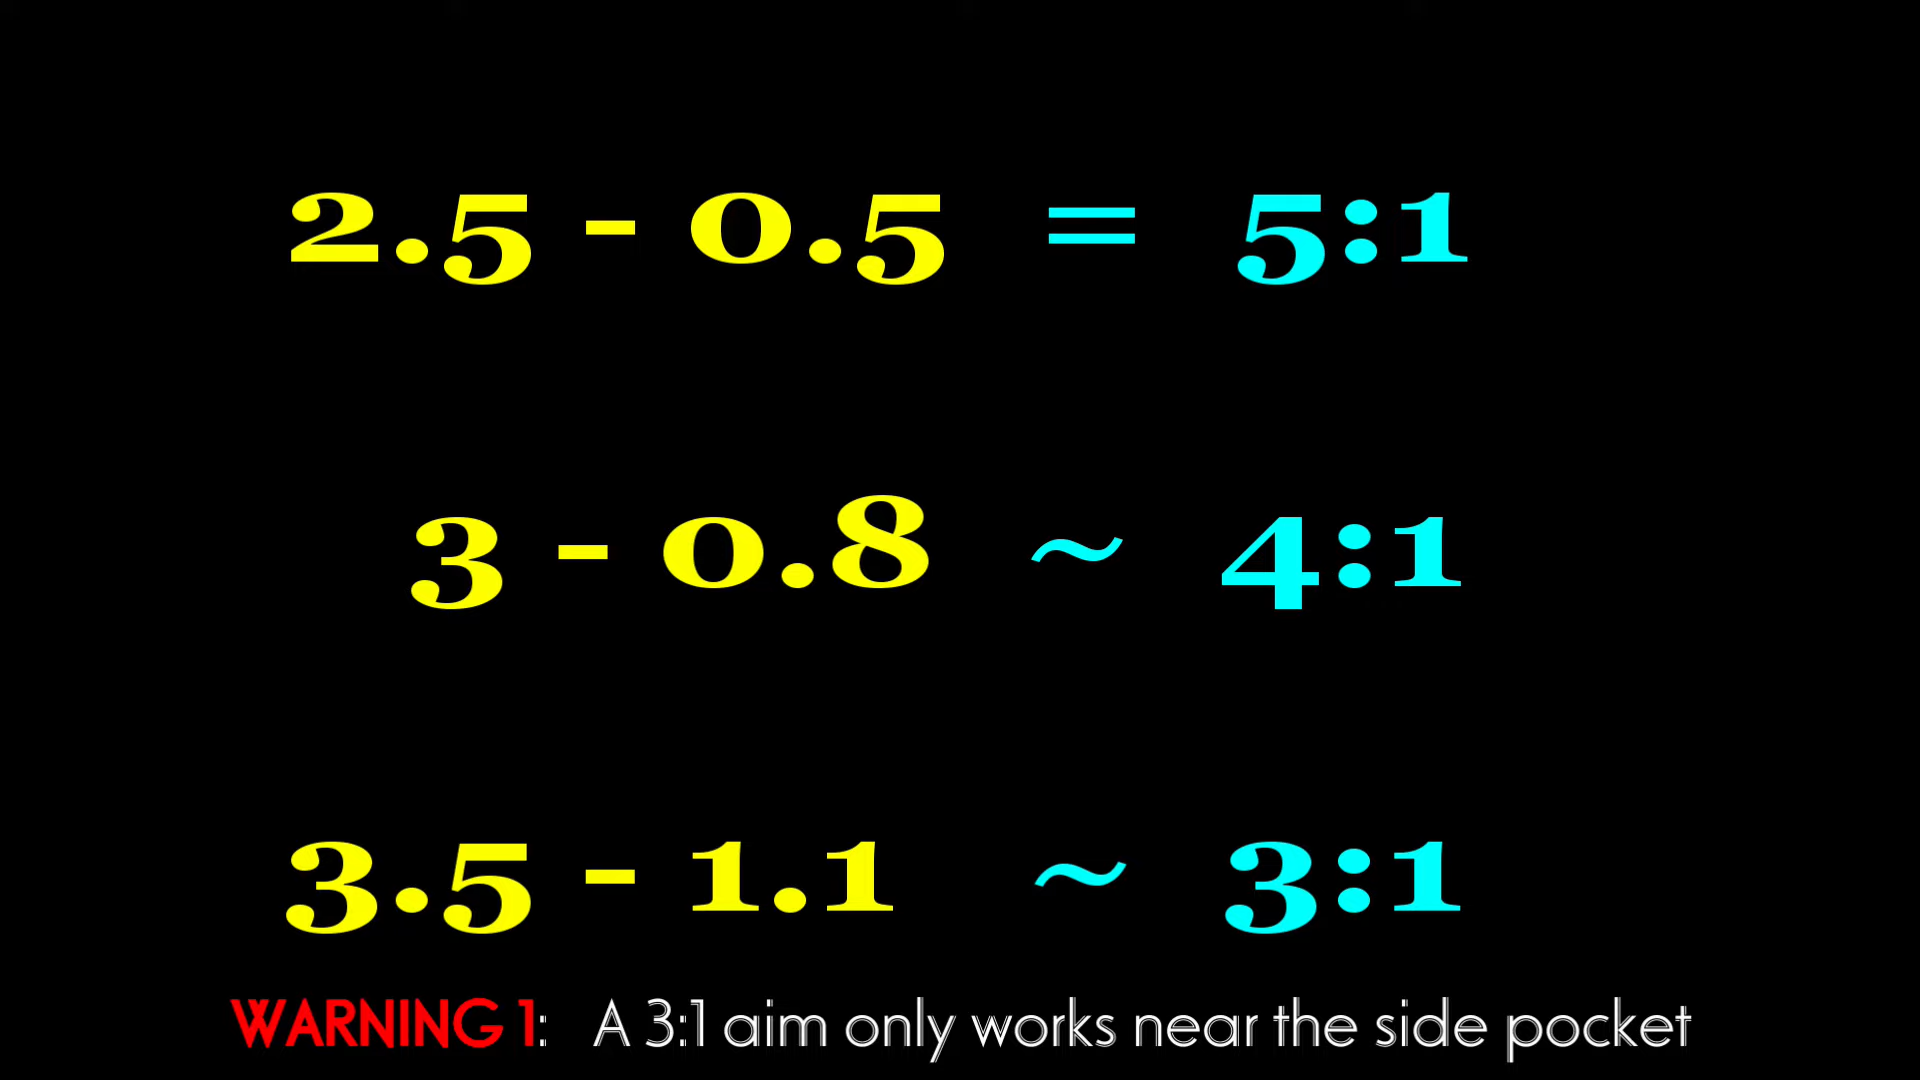 2.5 - 0.5 = 5:1
3 - 0.8 ~ 4:1
3.5 - 1.1 ~ 3:1
WARNING 1: A 3:1 aim only works near the side pocket